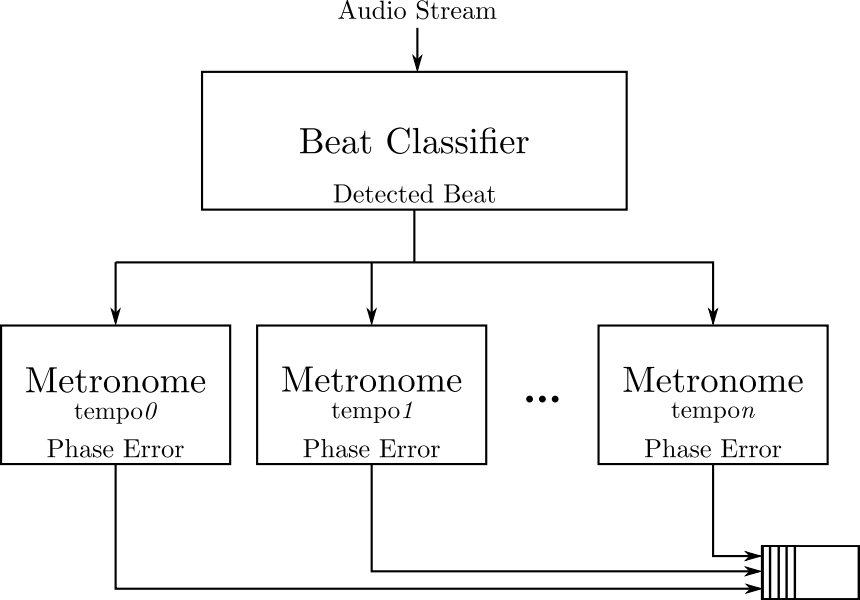 Audio Stream
Beat Classifier
Detected Beat
Metronome
tempo0
Phase Error
Metronome
tempo1
Phase Error
...
Metronome
tempon
Phase Error